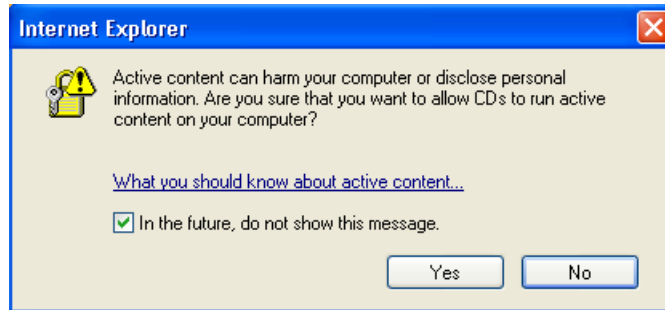 Internet Explorer
Active content can harm your computer or disclose personal
information. Are you sure that you want to allow CDs to run active
content on your computer?
What you should know about active content...
In the future, do not show this message.
Yes No